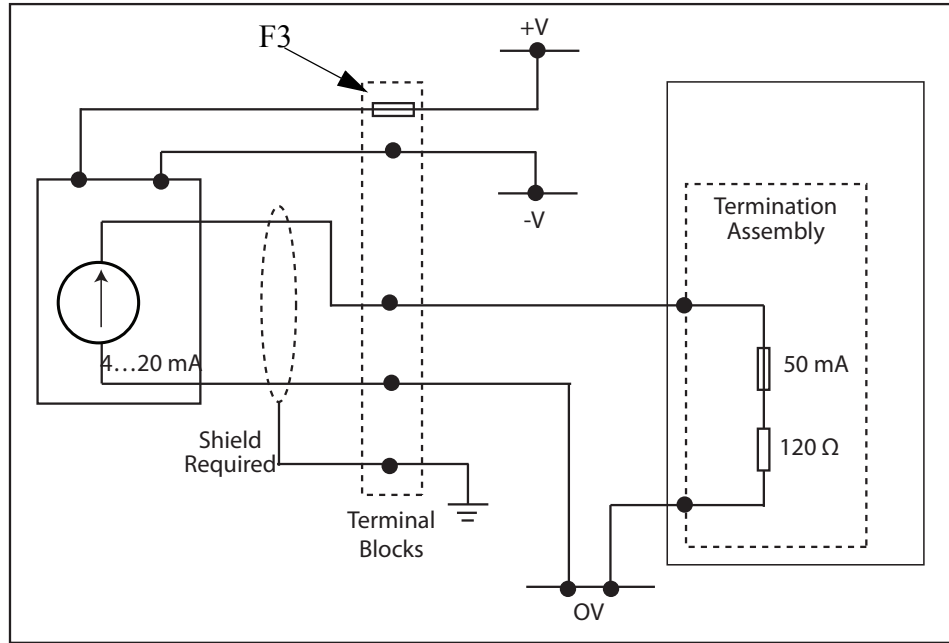 F3
+V
-V
Termination
Assembly
4...20 mA
50 mA
120 Ω
Shield
Required
Terminal
Blocks
OV